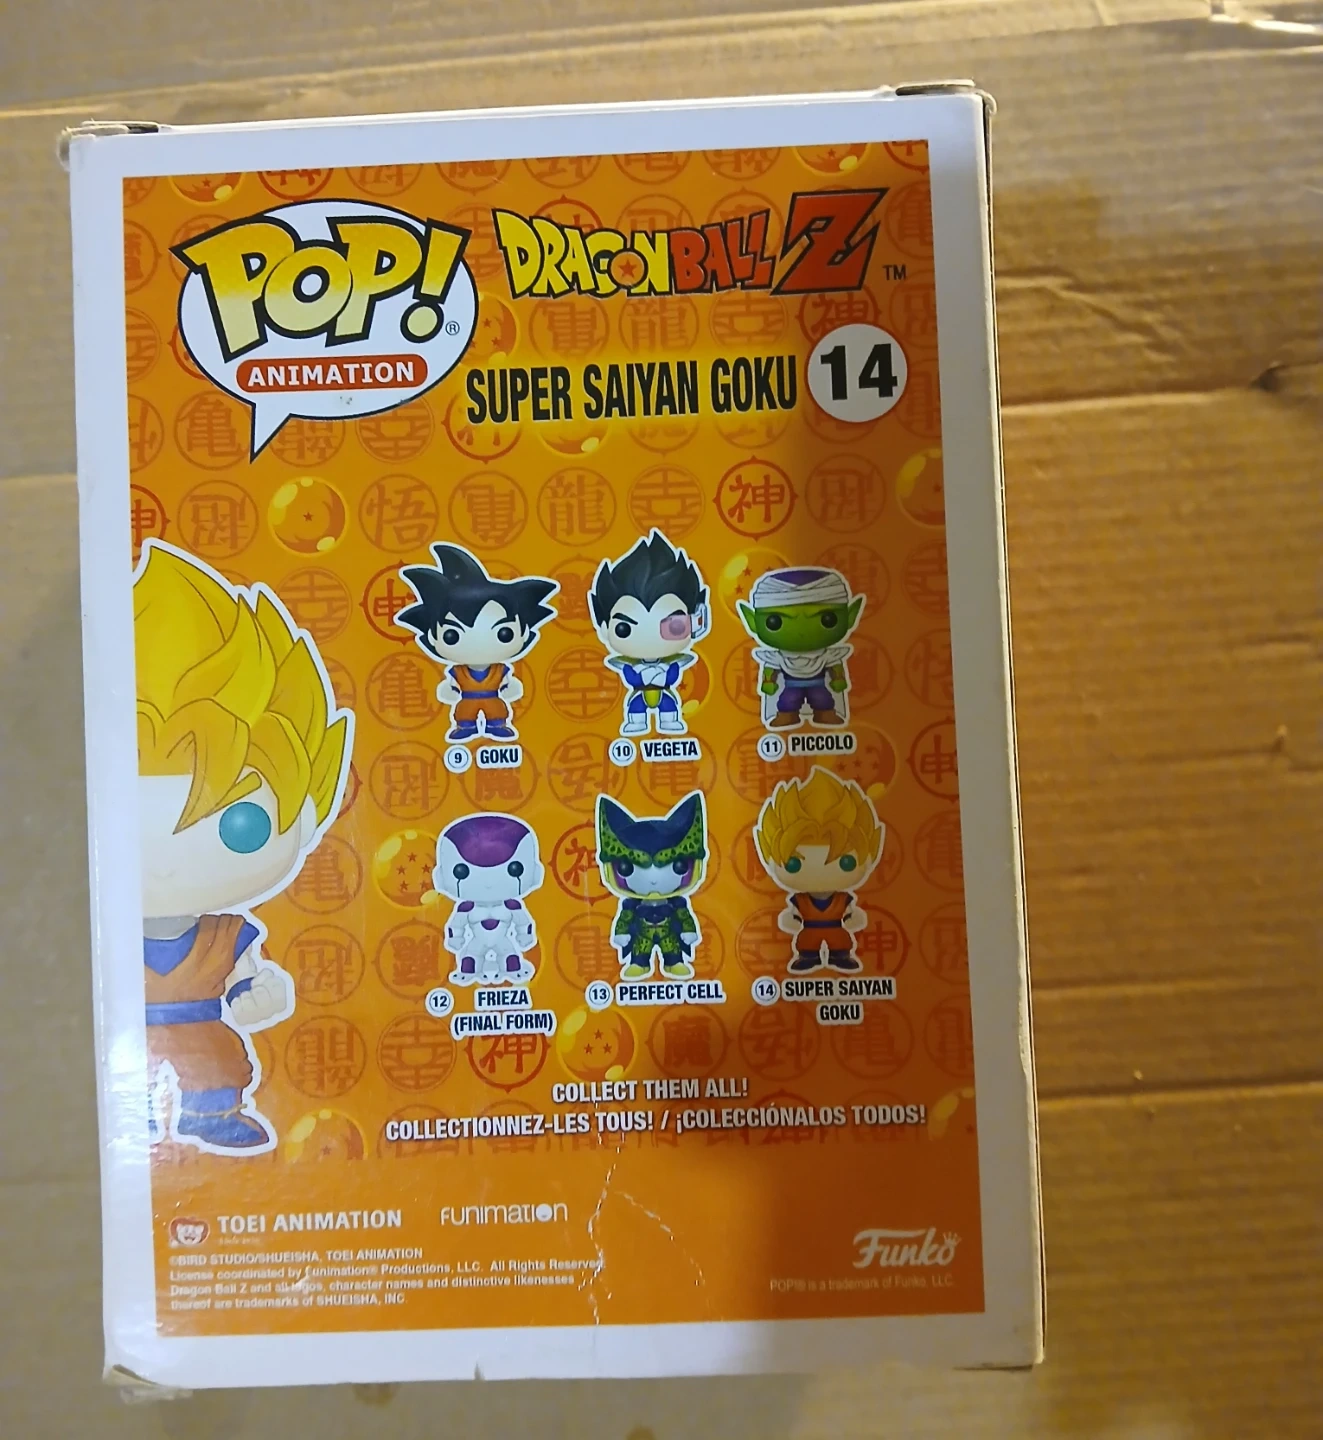 POP!®
ANIMATION
DRAGONBALL Z™
SUPER SAIYAN GOKU 14
9 GOKU
10 VEGETA
11 PICCOLO
12 FRIEZA
(FINAL FORM)
13 PERFECT CELL
14 SUPER SAIYAN
GOKU
COLLECT THEM ALL!
COLLECTIONNEZ-LES TOUS! / ¡COLECCIÓNALOS TODOS!
TOEI ANIMATION
FUNIMATION
©BIRD STUDIO/SHUEISHA, TOEI ANIMATION
License coordinated by Funimation® Productions, LLC. All Rights Reserved
Dragon Ball Z and all logos, character names and distinctive likenesses
thereof are trademarks of SHUEISHA, INC.
Funko
POP!® is a trademark of Funko, LLC.